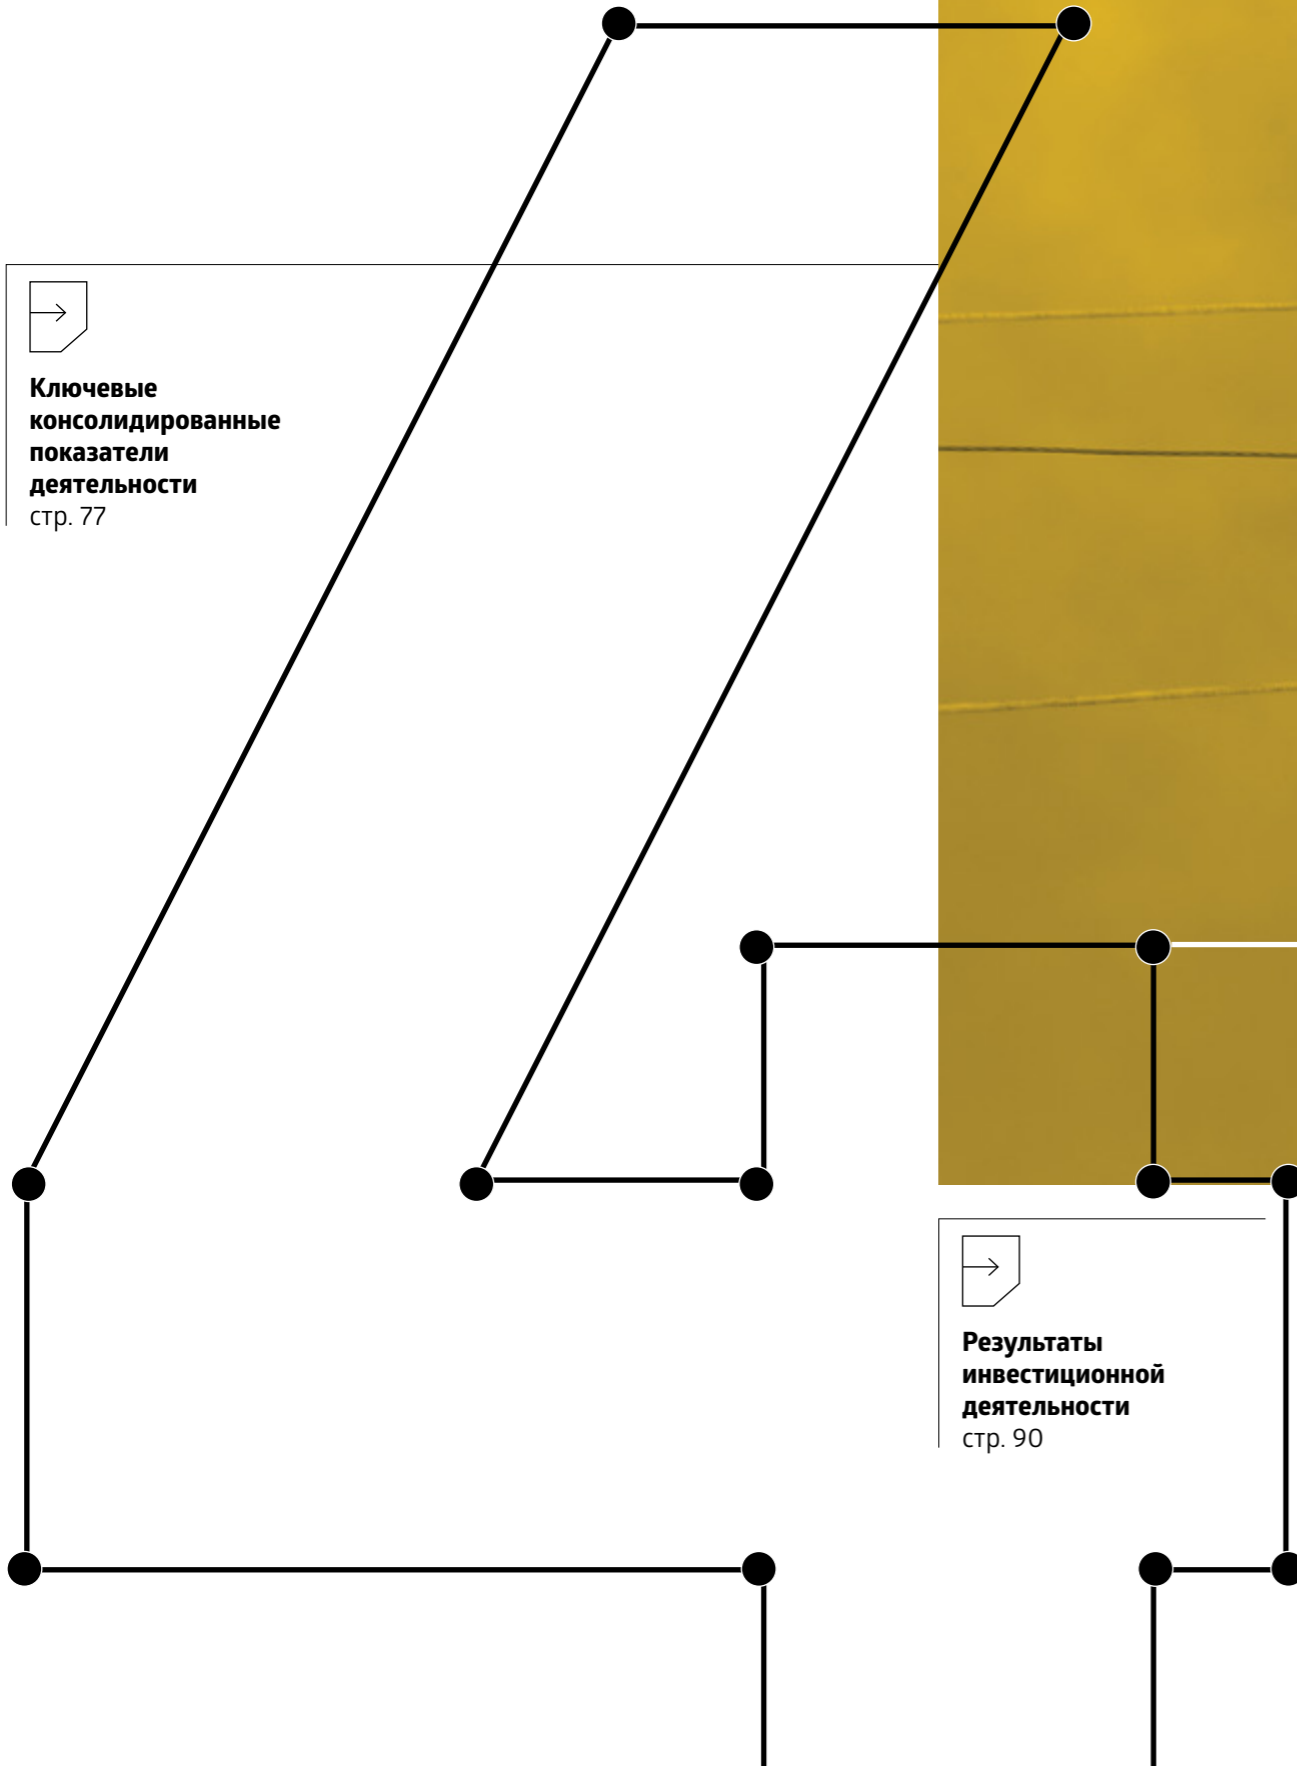 Ключевые
консолидированные
показатели
деятельности
стр. 77
Результаты
инвестиционной
деятельности
стр. 90